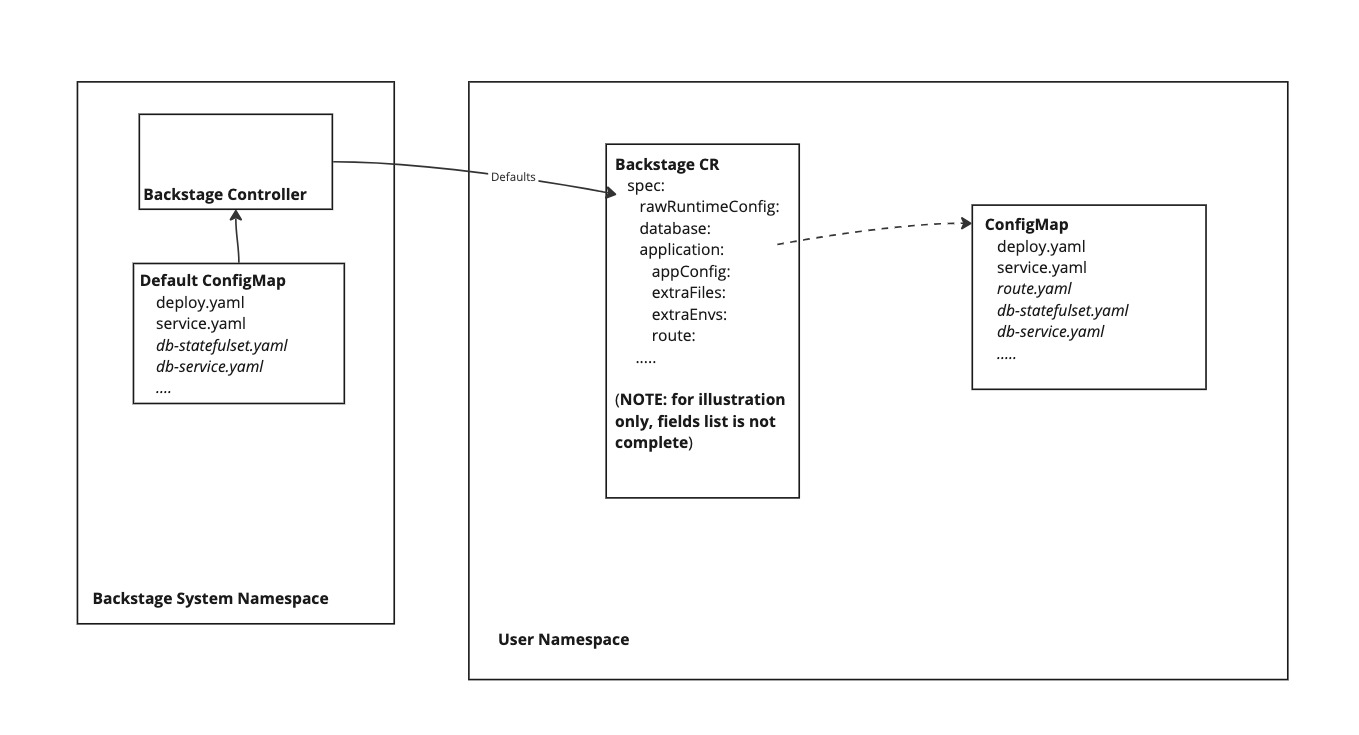 Backstage Controller
Default ConfigMap
deploy.yaml
service.yaml
db-statefulset.yaml
db-service.yaml
....
Backstage System Namespace
Defaults
Backstage CR
spec:
rawRuntimeConfig:
database:
application:
appConfig:
extraFiles:
extraEnvs:
route:
.....
(NOTE: for illustration
only, fields list is not
complete)
ConfigMap
deploy.yaml
service.yaml
route.yaml
db-statefulset.yaml
db-service.yaml
.....
User Namespace